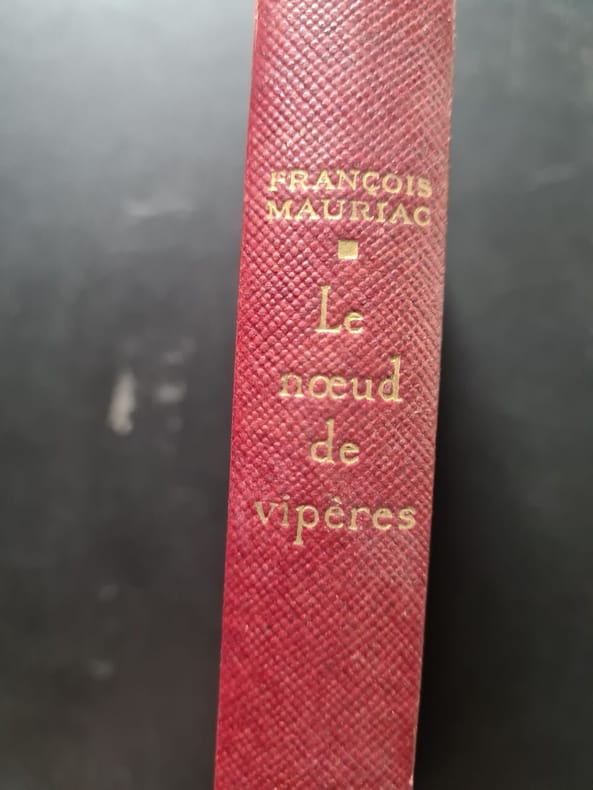 FRANÇOIS
MAURIAC
Le
nœud
de
vipères